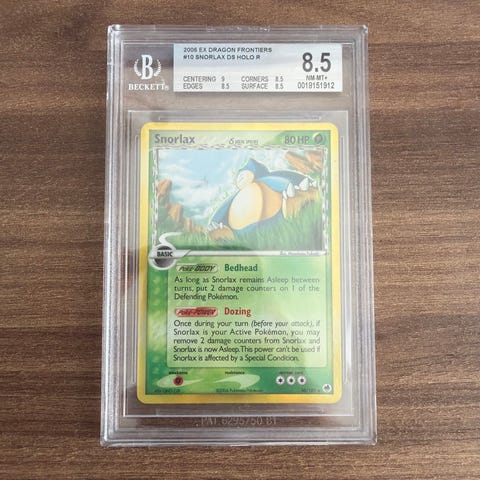 2006 EX DRAGON FRONTIERS
#10 SNORLAX DS HOLO R
8.5
NM-MT+
BECKETT
CENTERING 9 CORNERS 8.5
EDGES 8.5 SURFACE 8.5
0019151912
Snorlax
80 HP
BASIC
Poké-BODY Bedhead
As long as Snorlax remains Asleep between
turns, put 2 damage counters on 1 of the
Defending Pokémon.
Poké-POWER Dozing
Once during your turn (before your attack), if
Snorlax is your Active Pokémon, you may
remove 2 damage counters from Snorlax and
Snorlax is now Asleep. This power can't be used if
Snorlax is affected by a Special Condition.
weakness resistance retreat cost